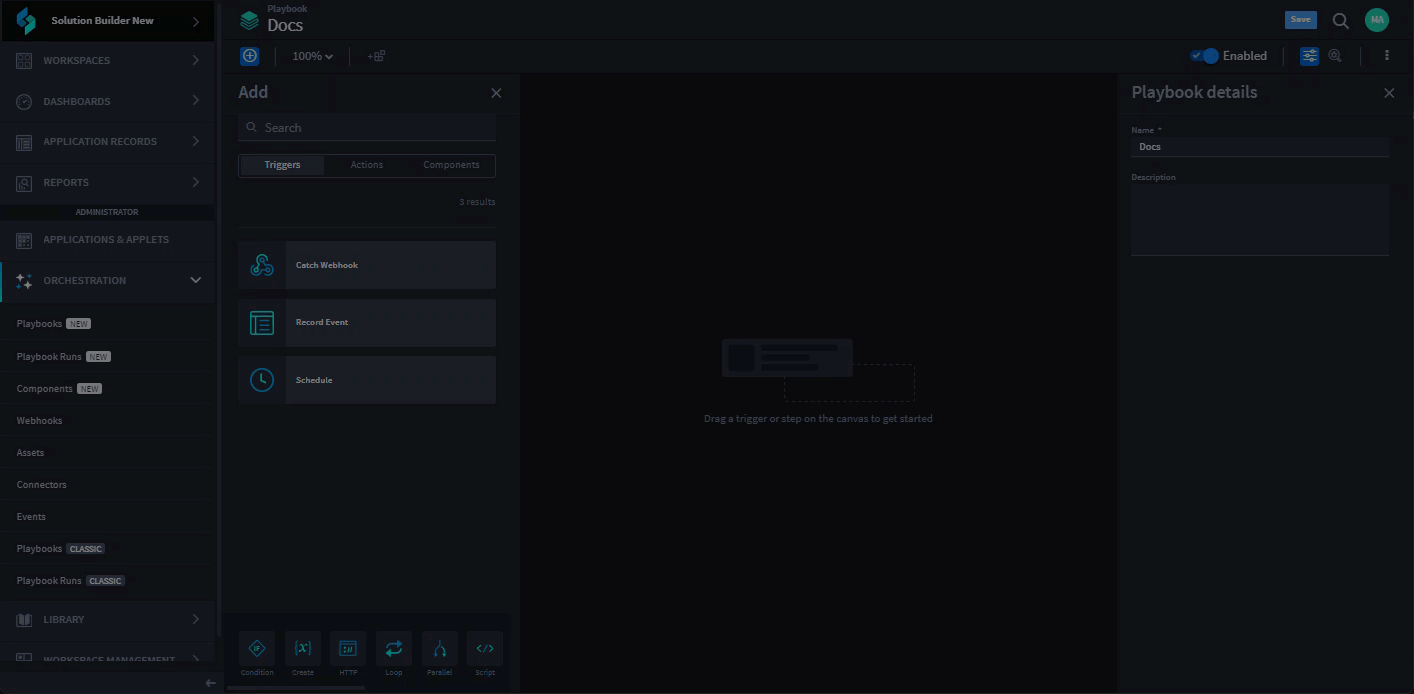 Solution Builder New
WORKSPACES
DASHBOARDS
APPLICATION RECORDS
REPORTS
ADMINISTRATOR
APPLICATIONS & APPLETS
ORCHESTRATION
Playbooks NEW
Playbook Runs NEW
Components NEW
Webhooks
Assets
Connectors
Events
Playbooks CLASSIC
Playbook Runs CLASSIC
LIBRARY
WORKSPACE MANAGEMENT
Playbook
Docs
Save
MA
100%
Enabled
Add
Search
Triggers Actions Components
3 results
Catch Webhook
Record Event
Schedule
IF {x} ://  </>
Condition Create HTTP Loop Parallel Script
Drag a trigger or step on the canvas to get started
Playbook details
Name *
Docs
Description